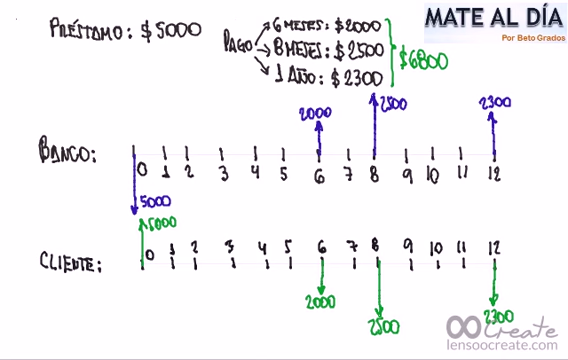 MATE AL DÍA
Por Beto Grados
PRÉSTAMO: $5000
PAGO
6 MESES: $2000
8 MESES: $2500
1 AÑO: $2300
$6800
2000
2500
2300
BANCO:
0 1 2 3 4 5 6 7 8 9 10 11 12
5000
5000
CLIENTE:
0 1 2 3 4 5 6 7 8 9 10 11 12
2000
2500
2300
Create
lensoocreate.com